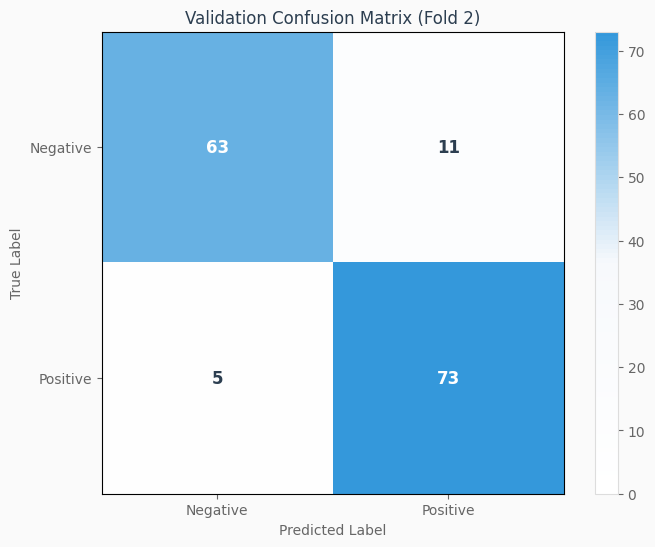 Validation Confusion Matrix (Fold 2)
True Label
Negative
63
11
Positive
5
73
Negative
Positive
Predicted Label
70
60
50
40
30
20
10
0